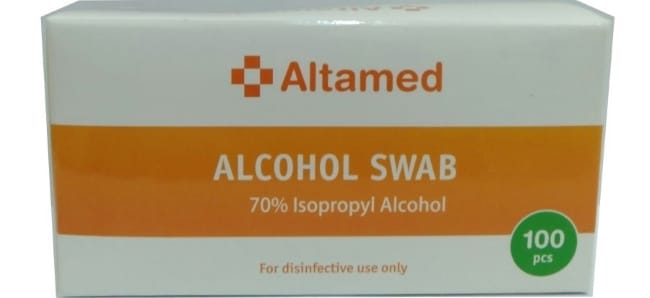 Altamed
ALCOHOL SWAB
70% Isopropyl Alcohol
100
pcs
For disinfective use only